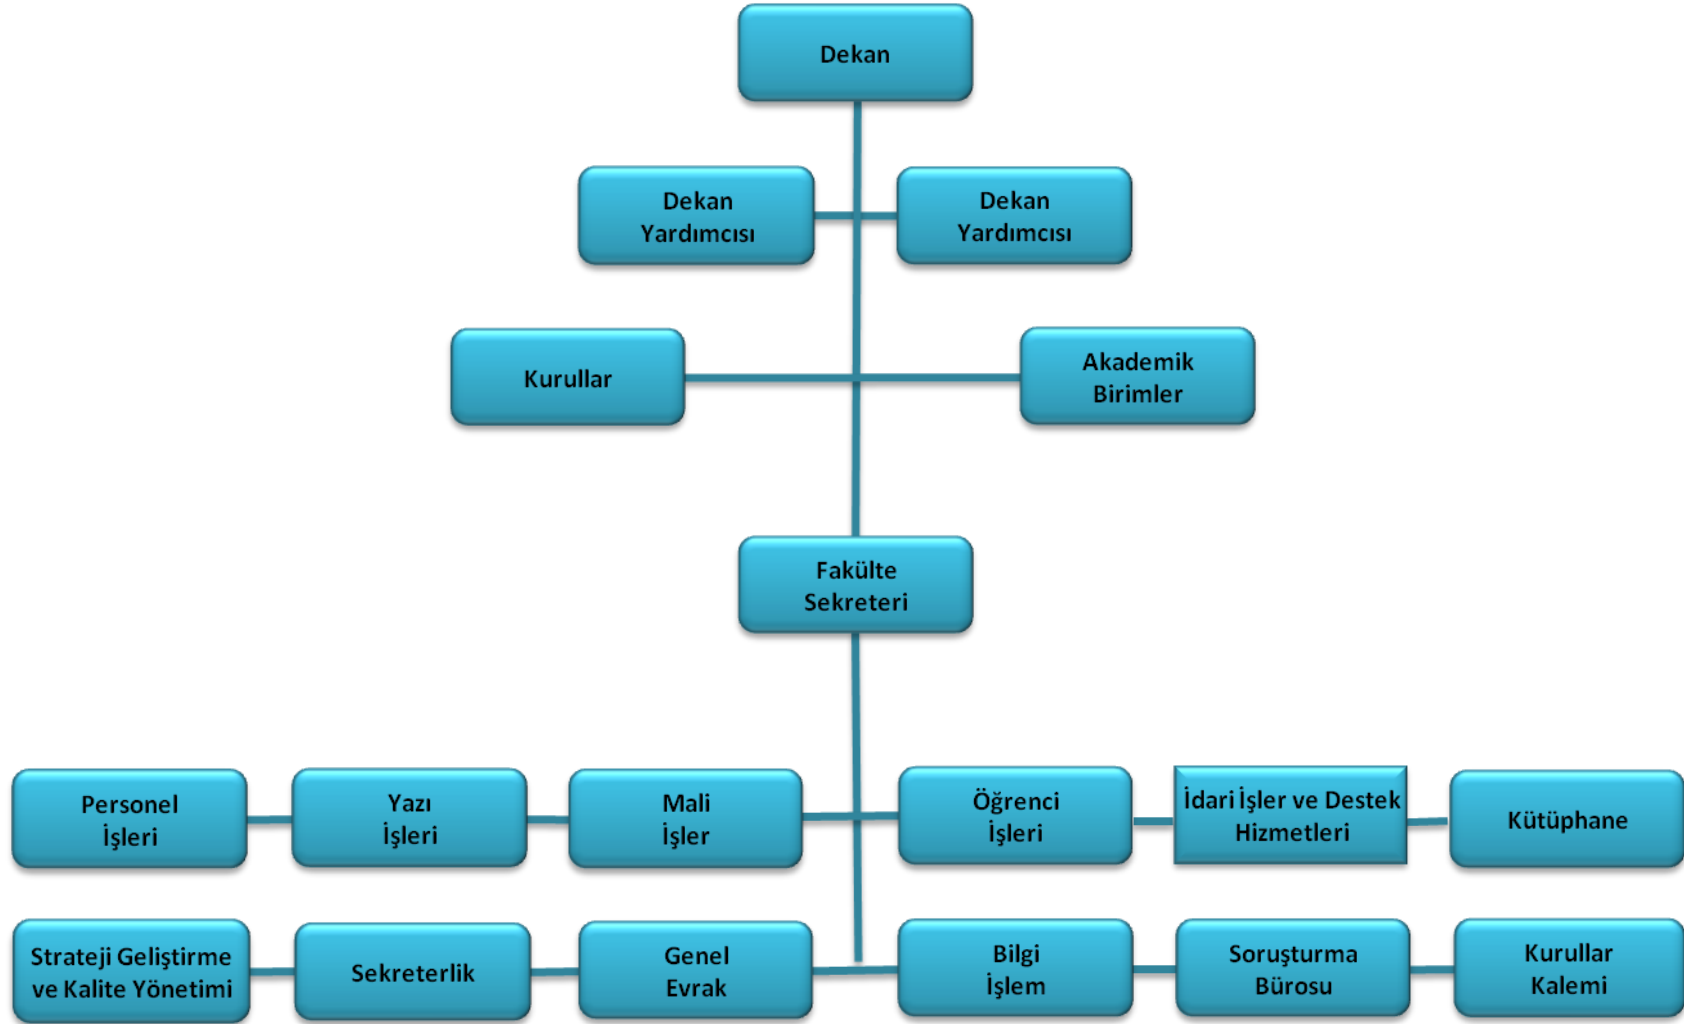 Dekan
Dekan
Yardımcısı
Dekan
Yardımcısı
Kurullar
Akademik
Birimler
Fakülte
Sekreteri
Personel
İşleri
Yazı
İşleri
Mali
İşler
Öğrenci
İşleri
İdari İşler ve Destek
Hizmetleri
Kütüphane
Strateji Geliştirme
ve Kalite Yönetimi
Sekreterlik
Genel
Evrak
Bilgi
İşlem
Soruşturma
Bürosu
Kurullar
Kalemi